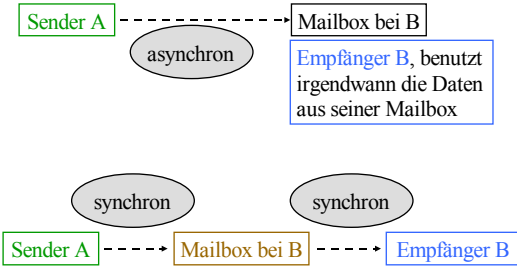 Sender A
Mailbox bei B
asynchron
Empfänger B, benutzt
irgendwann die Daten
aus seiner Mailbox
synchron
synchron
Sender A
Mailbox bei B
Empfänger B